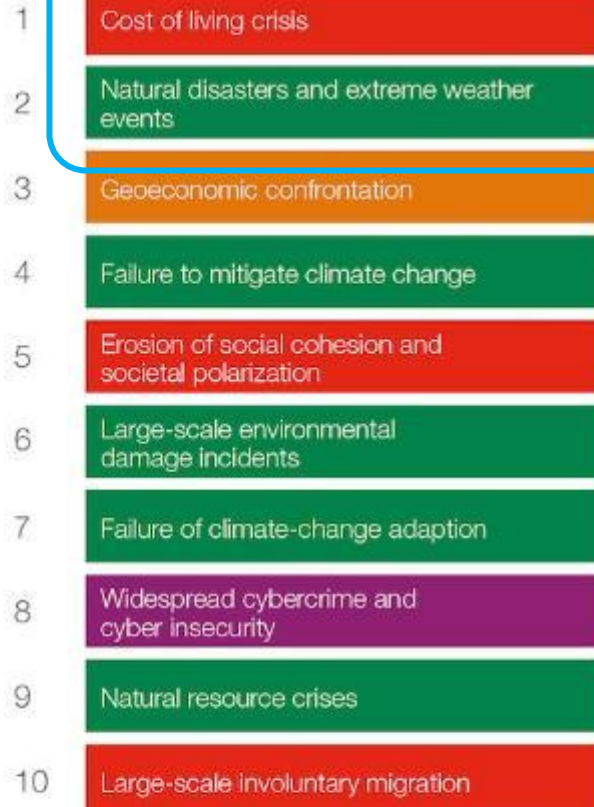 1 Cost of living crisis
2 Natural disasters and extreme weather
events
3 Geoeconomic confrontation
4 Failure to mitigate climate change
5 Erosion of social cohesion and
societal polarization
6 Large-scale environmental
damage incidents
7 Failure of climate-change adaption
8 Widespread cybercrime and
cyber insecurity
9 Natural resource crises
10 Large-scale involuntary migration